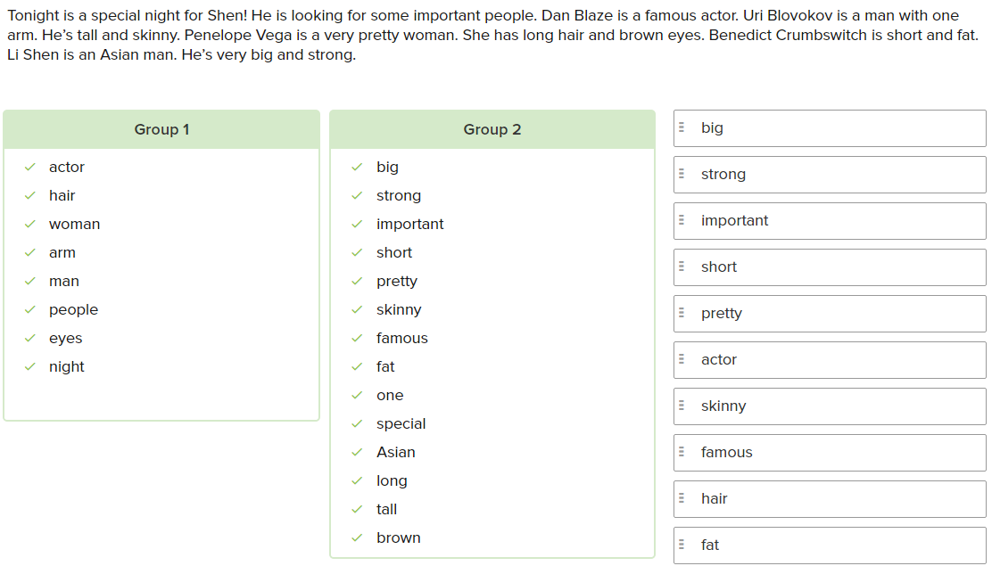 Tonight is a special night for Shen! He is looking for some important people. Dan Blaze is a famous actor. Uri Blovokov is a man with one
arm. He’s tall and skinny. Penelope Vega is a very pretty woman. She has long hair and brown eyes. Benedict Crumbswitch is short and fat.
Li Shen is an Asian man. He’s very big and strong.
Group 1
actor
hair
woman
arm
man
people
eyes
night
Group 2
big
strong
important
short
pretty
skinny
famous
fat
one
special
Asian
long
tall
brown
big
strong
important
short
pretty
actor
skinny
famous
hair
fat